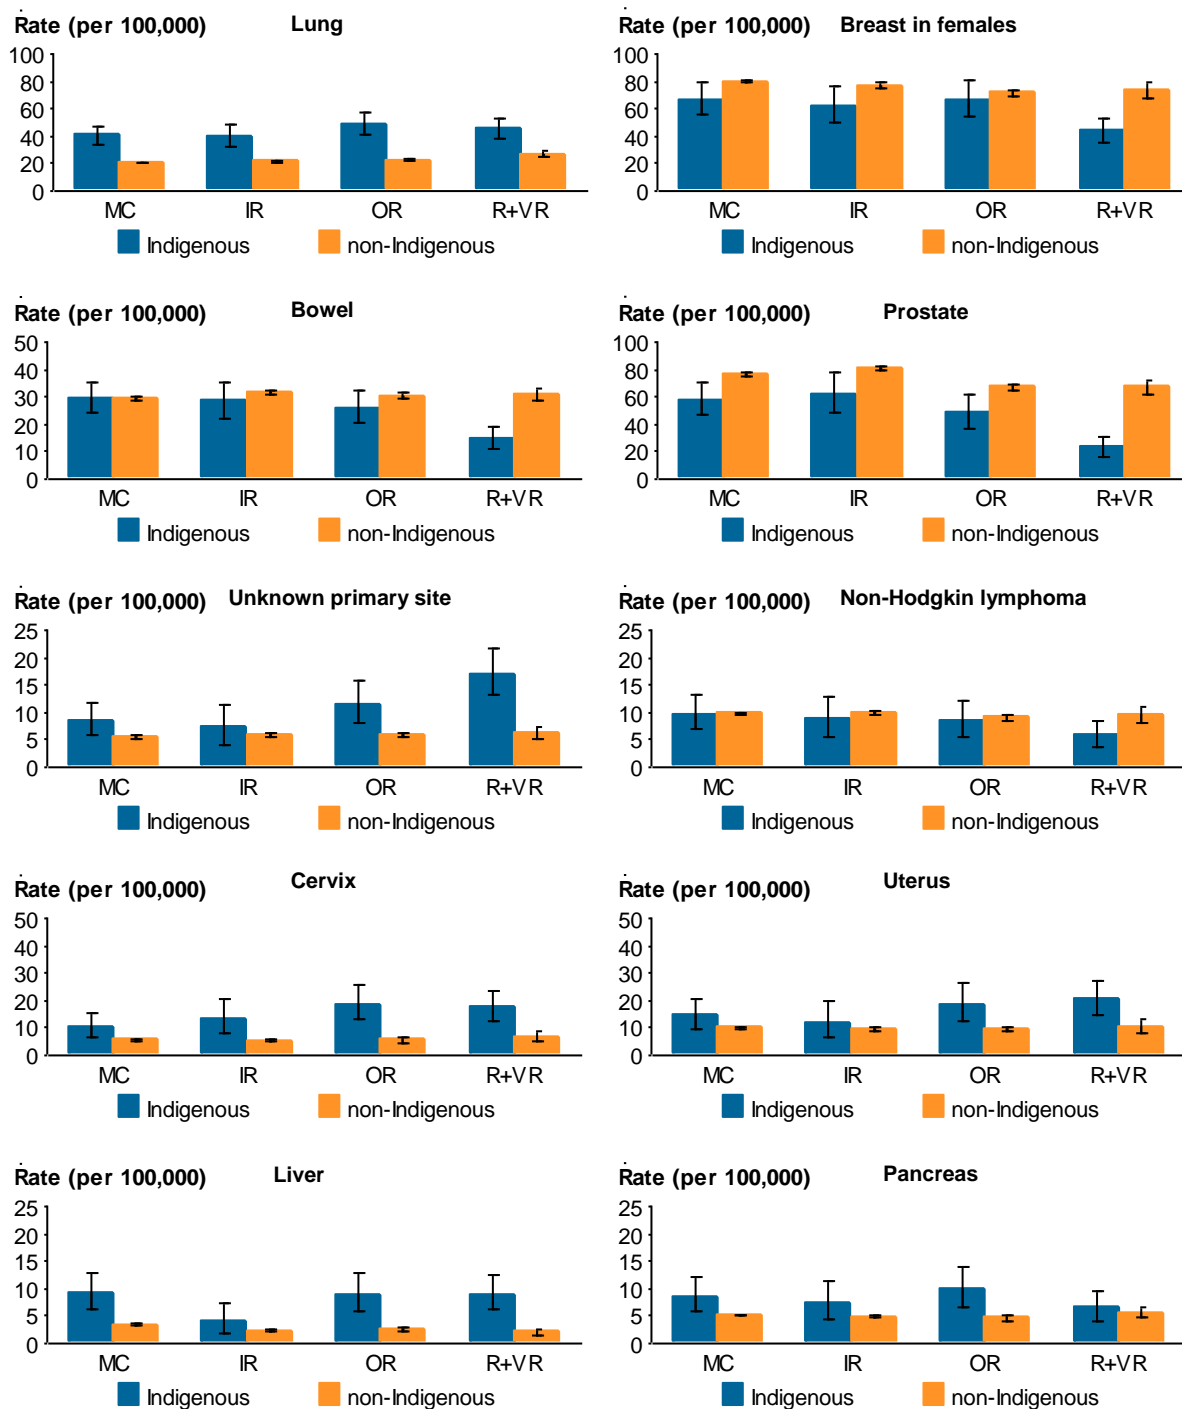 Rate (per 100,000) Lung
100
80
60
40
20
0
MC IR OR R+VR
Indigenous non-Indigenous
Rate (per 100,000) Breast in females
100
80
60
40
20
0
MC IR OR R+VR
Indigenous non-Indigenous
Rate (per 100,000) Bowel
50
40
30
20
10
0
MC IR OR R+VR
Indigenous non-Indigenous
Rate (per 100,000) Prostate
100
80
60
40
20
0
MC IR OR R+VR
Indigenous non-Indigenous
Rate (per 100,000) Unknown primary site
25
20
15
10
5
0
MC IR OR R+VR
Indigenous non-Indigenous
Rate (per 100,000) Non-Hodgkin lymphoma
25
20
15
10
5
0
MC IR OR R+VR
Indigenous non-Indigenous
Rate (per 100,000) Cervix
50
40
30
20
10
0
MC IR OR R+VR
Indigenous non-Indigenous
Rate (per 100,000) Uterus
50
40
30
20
10
0
MC IR OR R+VR
Indigenous non-Indigenous
Rate (per 100,000) Liver
25
20
15
10
5
0
MC IR OR R+VR
Indigenous non-Indigenous
Rate (per 100,000) Pancreas
25
20
15
10
5
0
MC IR OR R+VR
Indigenous non-Indigenous